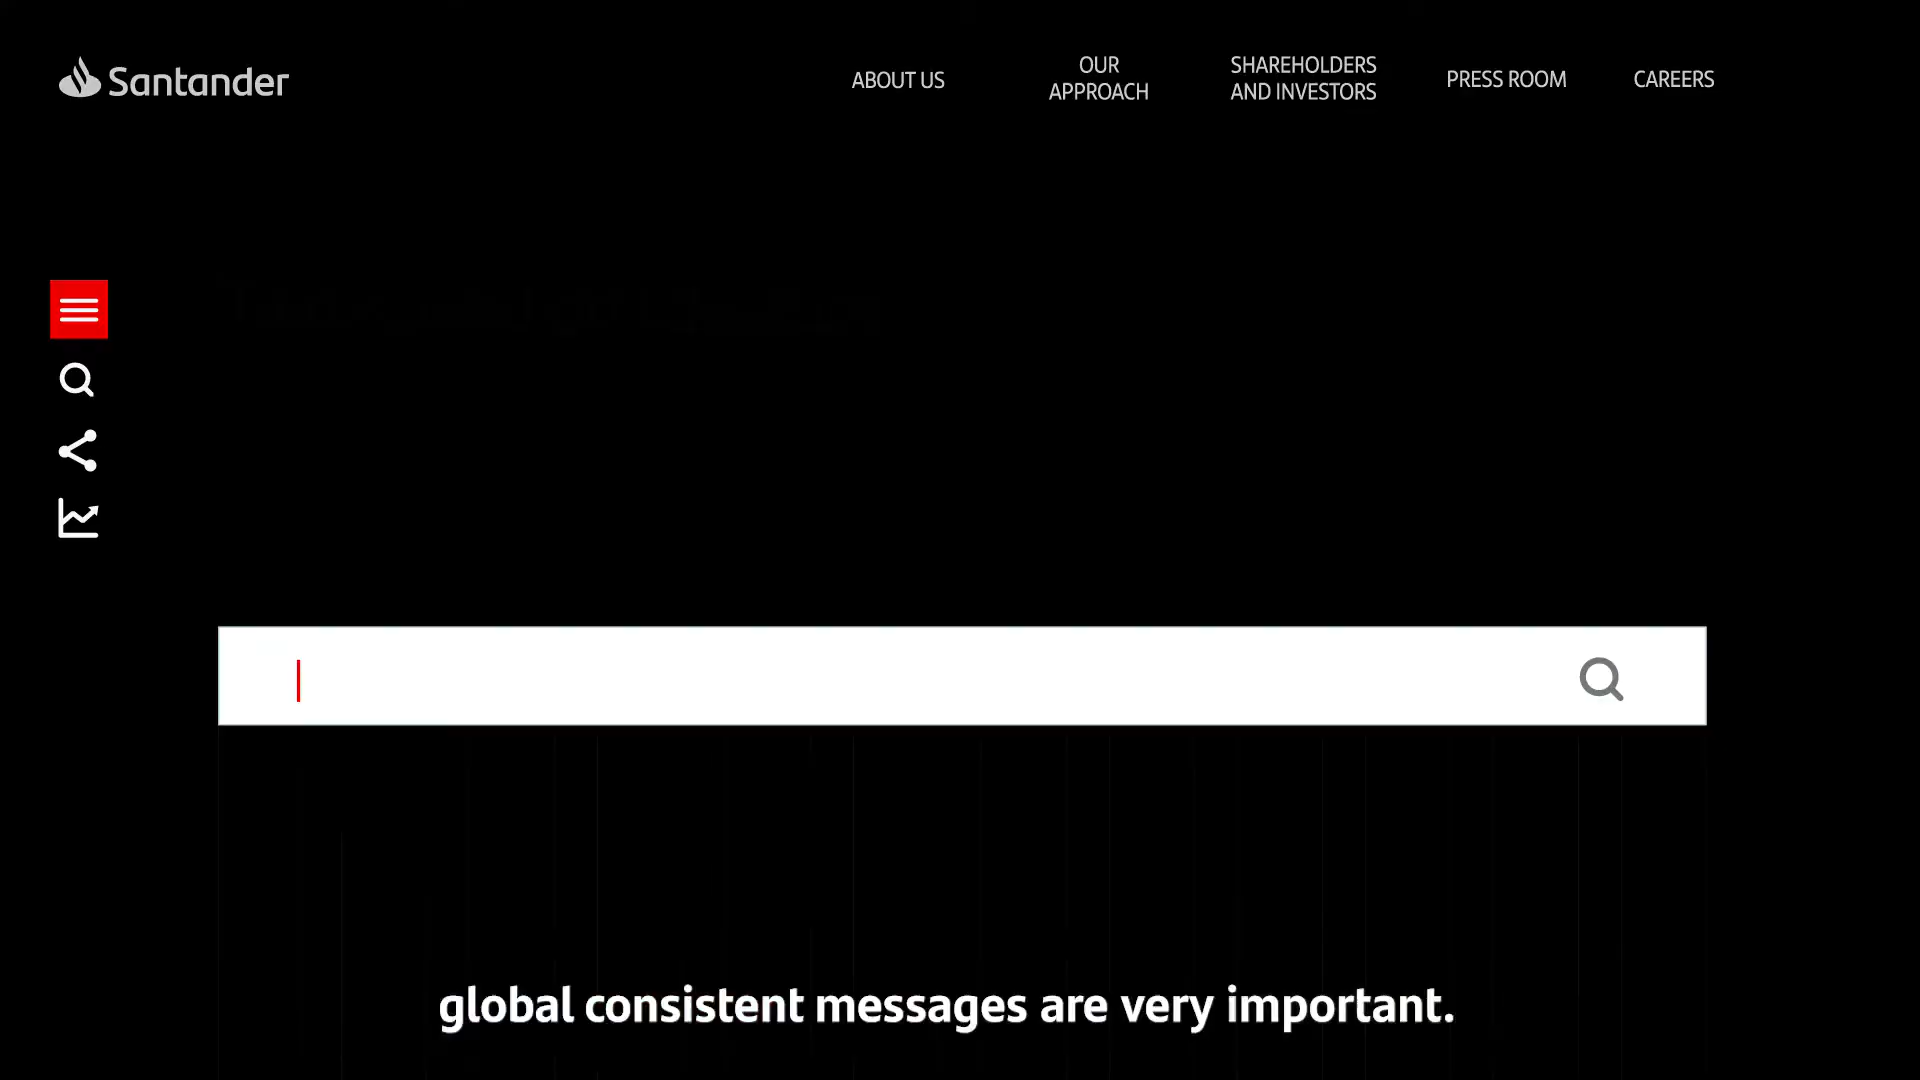 Santander
ABOUT US
OUR
APPROACH
SHAREHOLDERS
AND INVESTORS
PRESS ROOM
CAREERS
global consistent messages are very important.